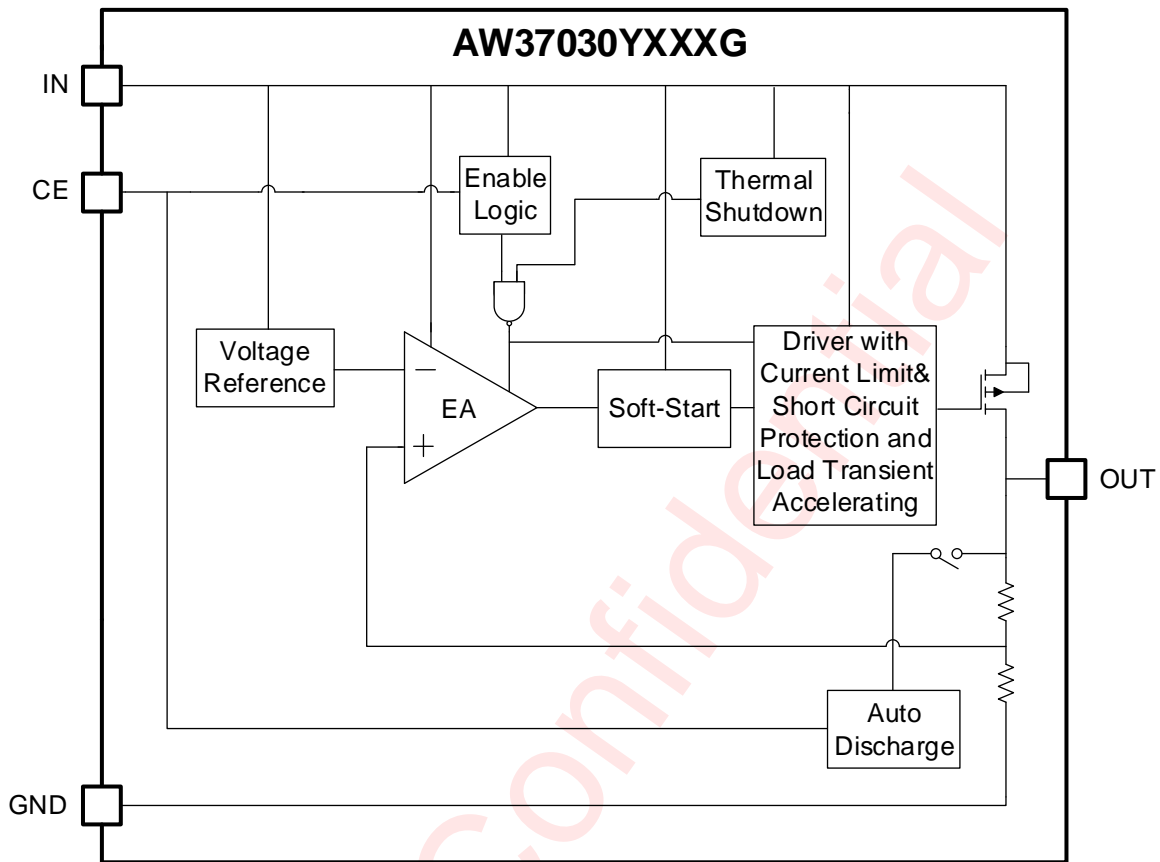 AW37030YXXXG
IN
CE
Enable
Logic
Thermal
Shutdown
Voltage
Reference
−
EA
+
Soft-Start
Driver with
Current Limit&
Short Circuit
Protection and
Load Transient
Accelerating
OUT
Auto
Discharge
GND
Confidential